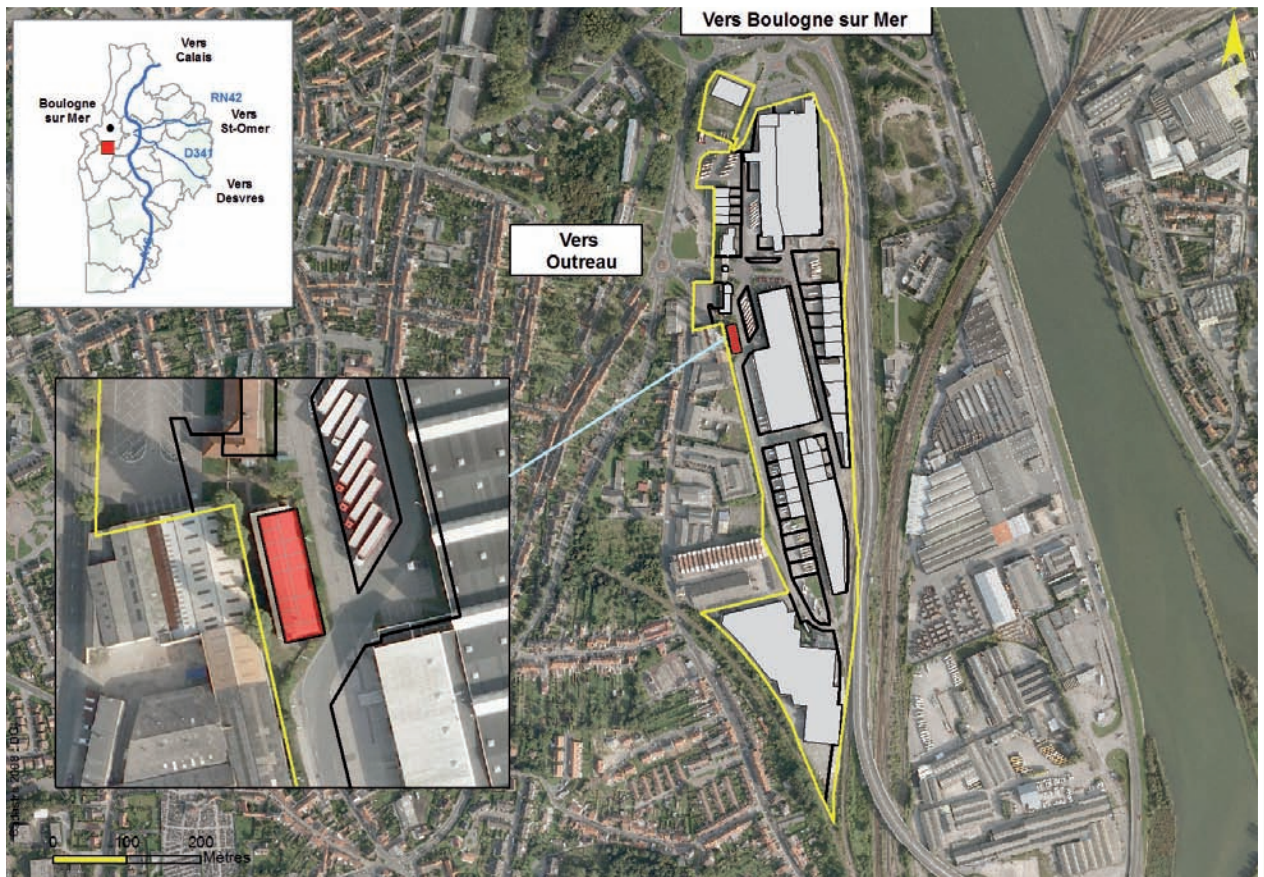 Vers Boulogne sur Mer
Vers
Calais
RN42
Boulogne
sur Mer
Vers
St-Omer
D341
Vers
Desvres
Vers
Outreau
0
100
200
Mètres